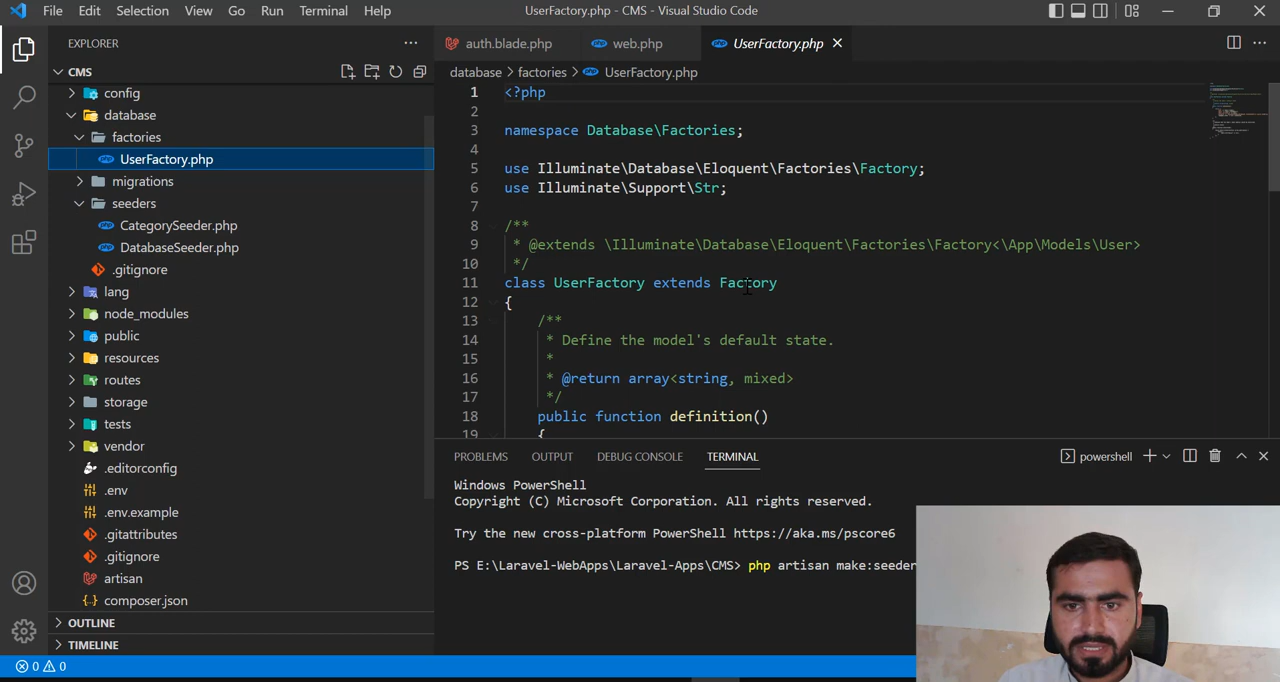 File Edit Selection View Go Run Terminal Help
UserFactory.php - CMS - Visual Studio Code
EXPLORER
CMS
config
database
factories
UserFactory.php
migrations
seeders
CategorySeeder.php
DatabaseSeeder.php
.gitignore
lang
node_modules
public
resources
routes
storage
tests
vendor
.editorconfig
.env
.env.example
.gitattributes
.gitignore
artisan
composer.json
OUTLINE
TIMELINE
auth.blade.php web.php UserFactory.php
database > factories > UserFactory.php
1 <?php
2
3 namespace Database\Factories;
4
5 use Illuminate\Database\Eloquent\Factories\Factory;
6 use Illuminate\Support\Str;
7
8 /**
9 * @extends \Illuminate\Database\Eloquent\Factories\Factory<\App\Models\User>
10 */
11 class UserFactory extends Factory
12 {
13 /**
14 * Define the model's default state.
15 *
16 * @return array<string, mixed>
17 */
18 public function definition()
19 {
PROBLEMS OUTPUT DEBUG CONSOLE TERMINAL
powershell
Windows PowerShell
Copyright (C) Microsoft Corporation. All rights reserved.
Try the new cross-platform PowerShell https://aka.ms/pscore6
PS E:\Laravel-WebApps\Laravel-Apps\CMS> php artisan make:seeder
0 0